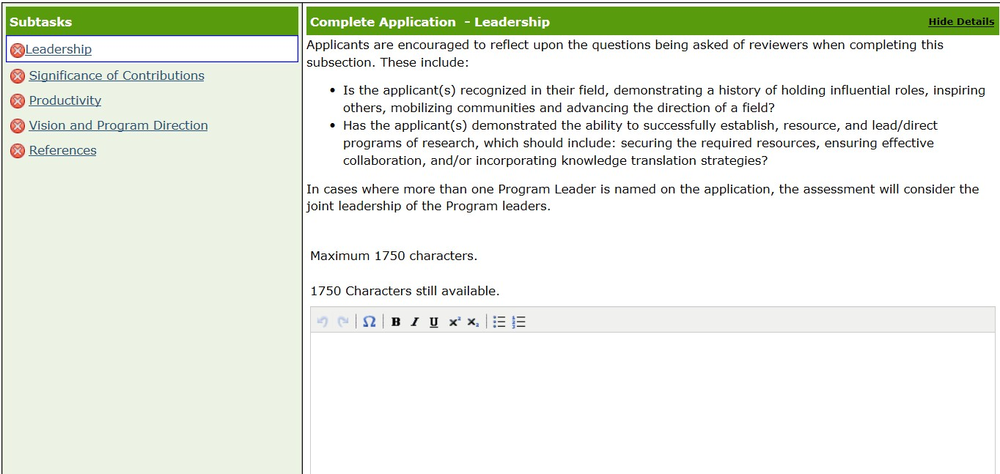 Subtasks
Leadership
Significance of Contributions
Productivity
Vision and Program Direction
References
Complete Application - Leadership
Hide Details
Applicants are encouraged to reflect upon the questions being asked of reviewers when completing this
subsection. These include:
• Is the applicant(s) recognized in their field, demonstrating a history of holding influential roles, inspiring
others, mobilizing communities and advancing the direction of a field?
• Has the applicant(s) demonstrated the ability to successfully establish, resource, and lead/direct
programs of research, which should include: securing the required resources, ensuring effective
collaboration, and/or incorporating knowledge translation strategies?
In cases where more than one Program Leader is named on the application, the assessment will consider the
joint leadership of the Program leaders.
Maximum 1750 characters.
1750 Characters still available.
Ω B I U x² x₂